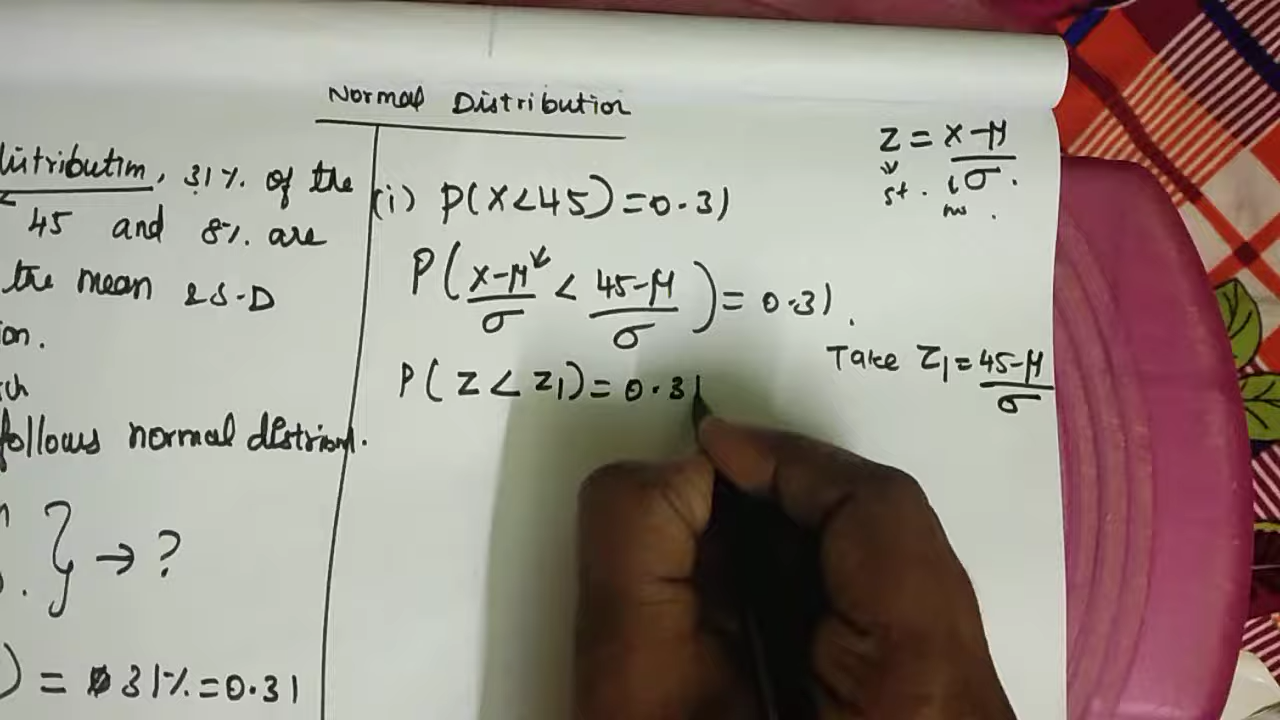 Normal Distribution
distribution, 31% of the
45 and 8% are
the mean & S.D
ion.
follows normal distrion.
} → ?
) = 31% = 0.31
(i) P(X<45) = 0.31
P(X-μ/σ < 45-μ/σ) = 0.31.
P(Z < Z1) = 0.31
Z = X-μ/σ.
st.
Take Z1 = 45-μ/σ